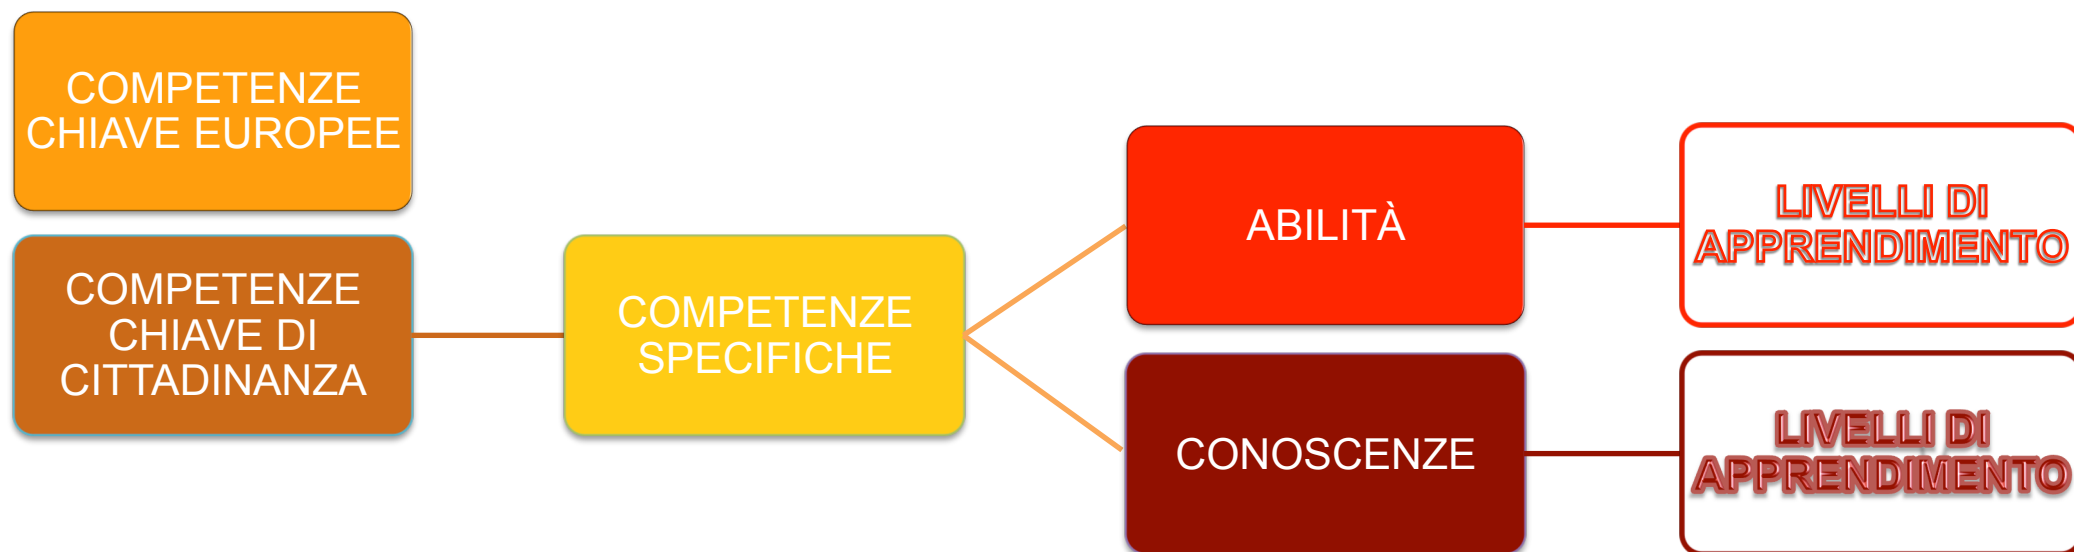 COMPETENZE
CHIAVE EUROPEE
COMPETENZE
CHIAVE DI
CITTADINANZA
COMPETENZE
SPECIFICHE
ABILITÀ
LIVELLI DI
APPRENDIMENTO
CONOSCENZE
LIVELLI DI
APPRENDIMENTO